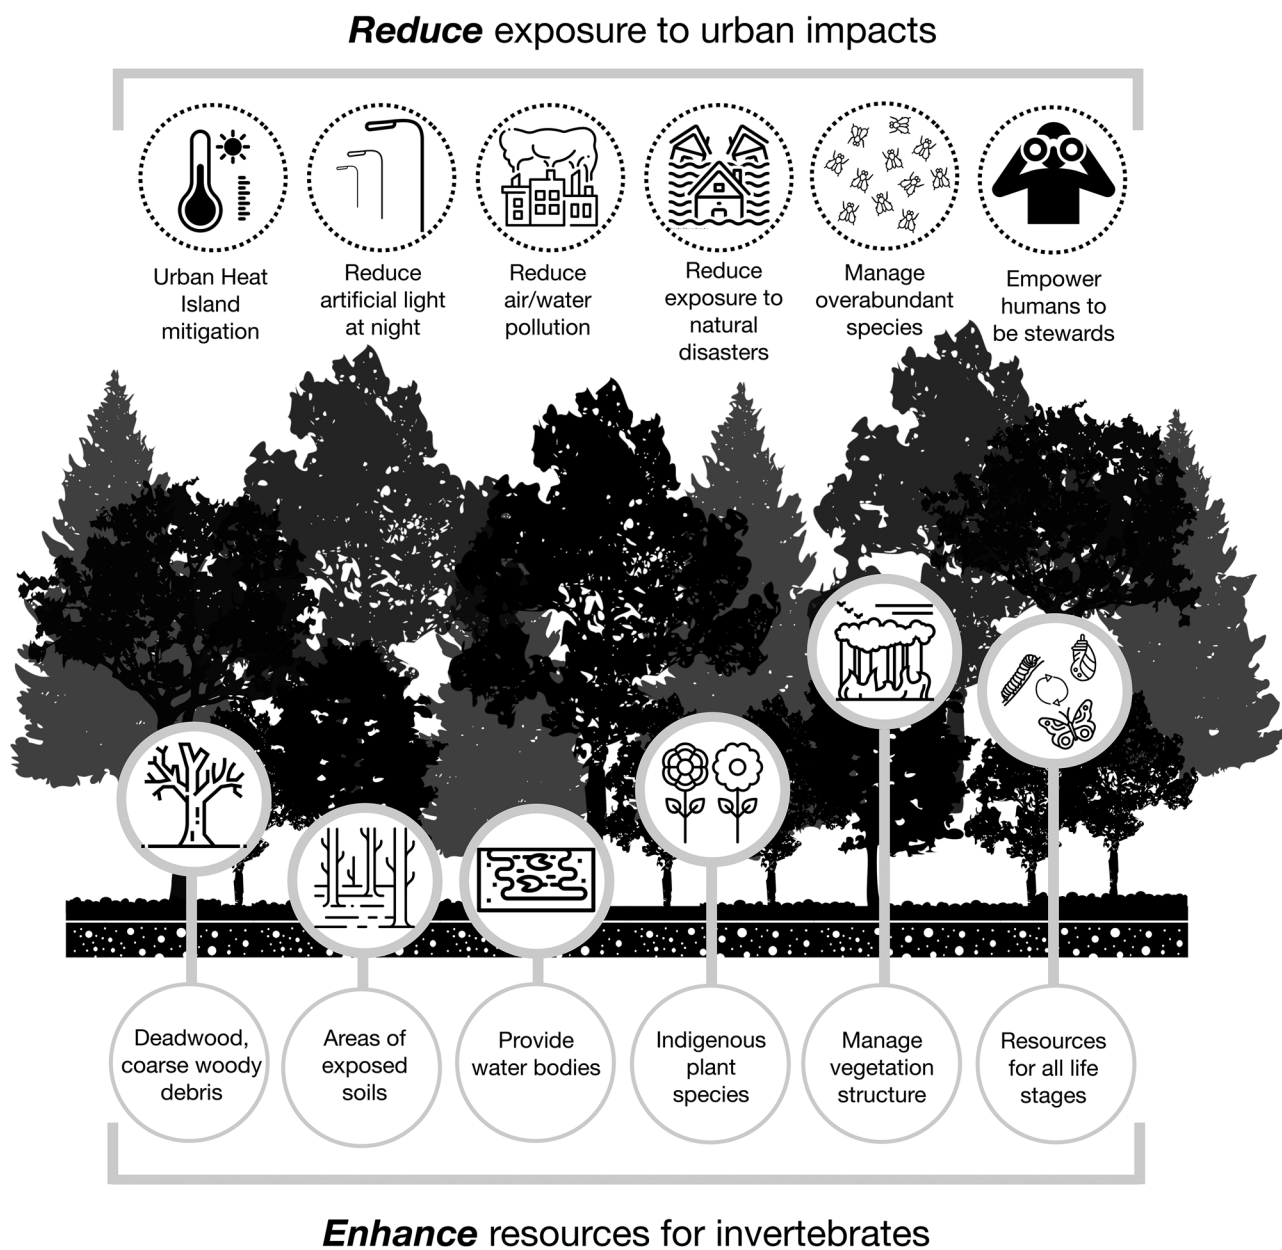 Reduce exposure to urban impacts
Urban Heat
Island
mitigation
Reduce
artificial light
at night
Reduce
air/water
pollution
Reduce
exposure to
natural
disasters
Manage
overabundant
species
Empower
humans to
be stewards
Deadwood,
coarse woody
debris
Areas of
exposed
soils
Provide
water bodies
Indigenous
plant
species
Manage
vegetation
structure
Resources
for all life
stages
Enhance resources for invertebrates